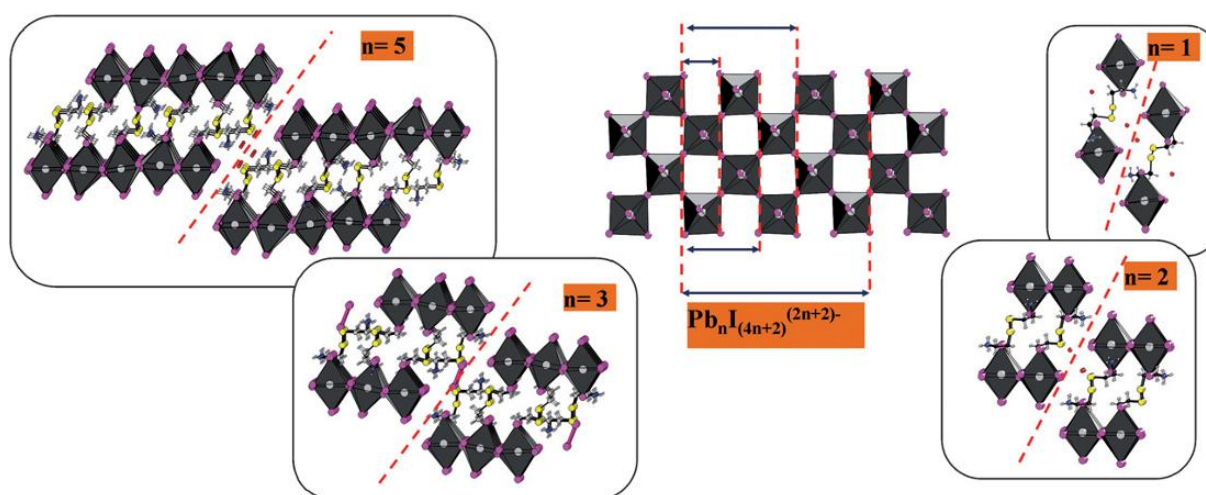 n= 5
n= 1
n= 3
Pb<sub>n</sub>I<sub>(4n+2)</sub><sup>(2n+2)-</sup>
n= 2